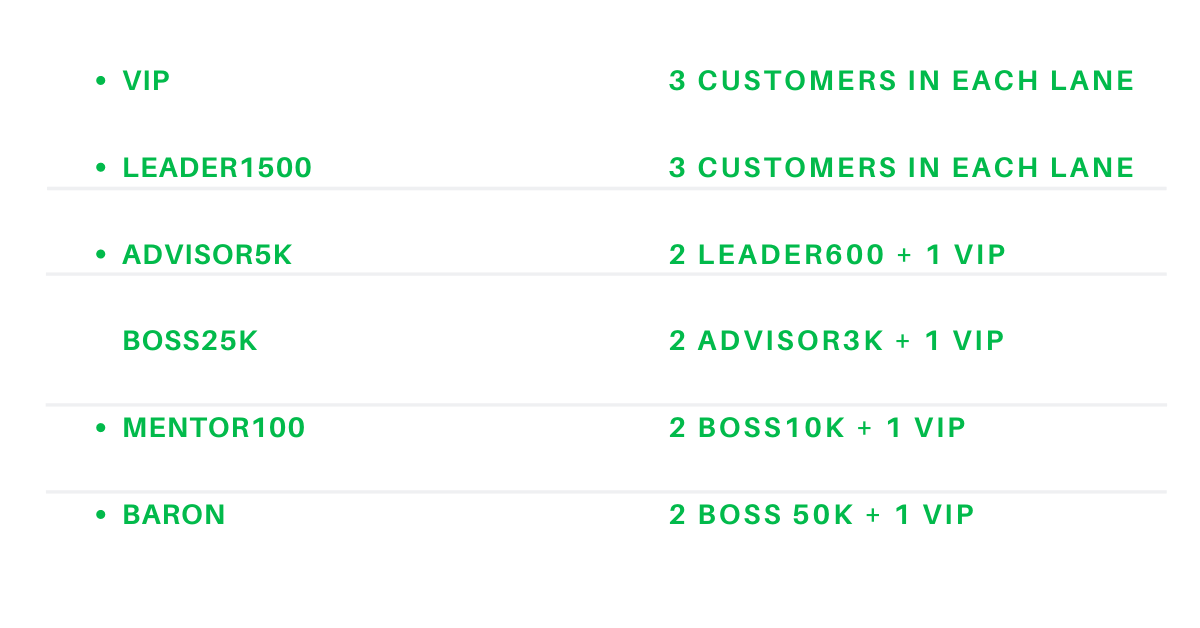 • VIP 3 CUSTOMERS IN EACH LANE
• LEADER1500 3 CUSTOMERS IN EACH LANE
• ADVISOR5K 2 LEADER600 + 1 VIP
BOSS25K 2 ADVISOR3K + 1 VIP
• MENTOR100 2 BOSS10K + 1 VIP
• BARON 2 BOSS 50K + 1 VIP